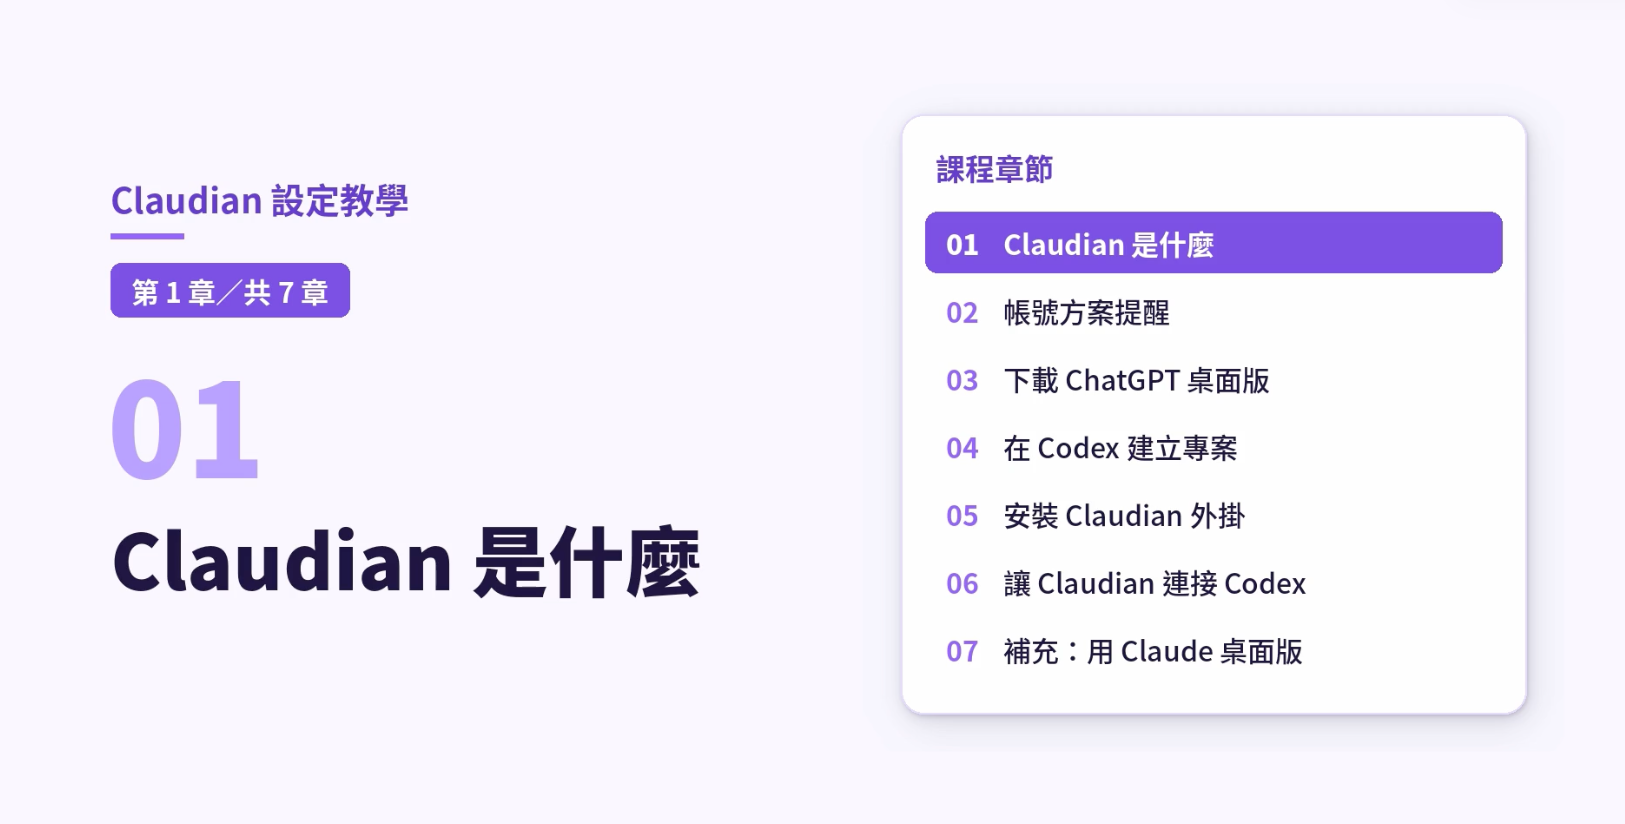 Claudian 設定教學
第 1 章／共 7 章
01
Claudian 是什麼
課程章節
01 Claudian 是什麼
02 帳號方案提醒
03 下載 ChatGPT 桌面版
04 在 Codex 建立專案
05 安裝 Claudian 外掛
06 讓 Claudian 連接 Codex
07 補充：用 Claude 桌面版